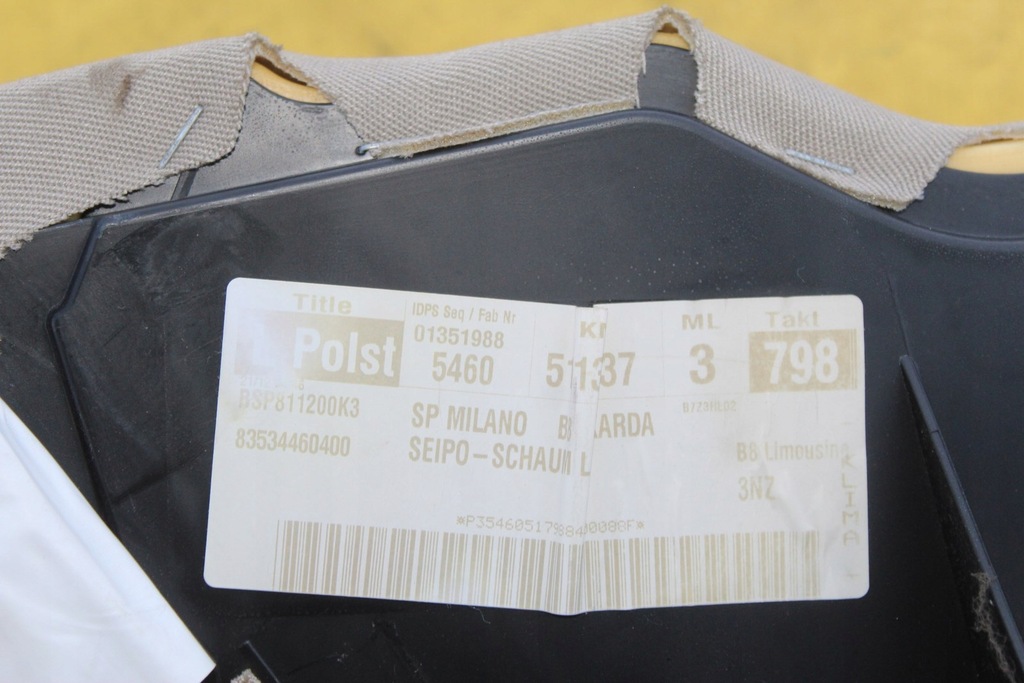 Title
Polst
IDPS Seq / Fab Nr
01351988
5460
ML
3
Takt
798
BSP811200K3
83534460400
SP MILANO
SEIPO-SCHAUM
B8 Limousine
3NZ
KLIMA